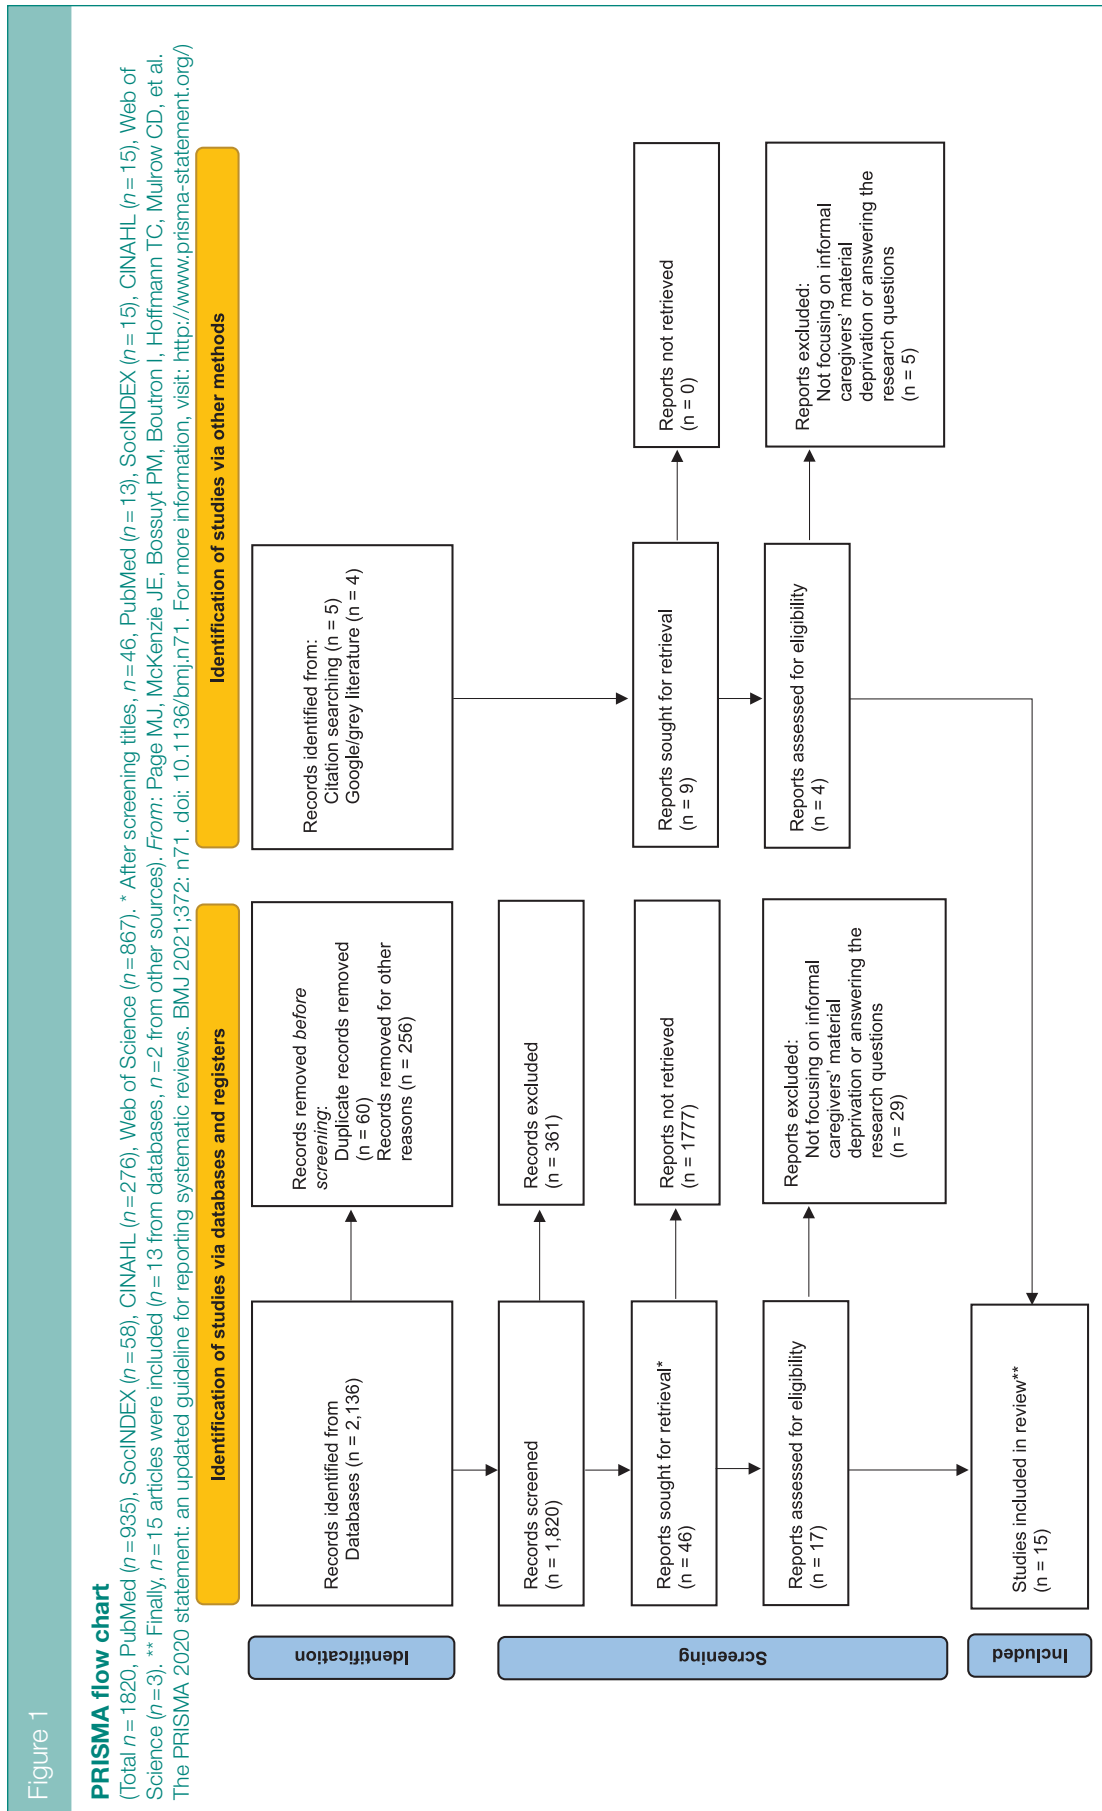 Figure 1
PRISMA flow chart
(Total n = 1820, PubMed (n = 935), SocINDEX (n = 58), CINAHL (n = 276), Web of Science (n = 867). * After screening titles, n = 46, PubMed (n = 13), SocINDEX (n = 15), CINAHL (n = 15), Web of
Science (n = 3). ** Finally, n = 15 articles were included (n = 13 from databases, n = 2 from other sources). From: Page MJ, McKenzie JE, Bossuyt PM, Boutron I, Hoffmann TC, Mulrow CD, et al.
The PRISMA 2020 statement: an updated guideline for reporting systematic reviews. BMJ 2021;372: n71. doi: 10.1136/bmj.n71. For more information, visit: http://www.prisma-statement.org/)
Identification of studies via databases and registers
Identification of studies via other methods
Identification
Records identified from
Databases (n = 2,136)
Records removed before
screening:
Duplicate records removed
(n = 60)
Records removed for other
reasons (n = 256)
Records identified from:
Citation searching (n = 5)
Google/grey literature (n = 4)
Screening
Records screened
(n = 1,820)
Records excluded
(n = 361)
Reports sought for retrieval*
(n = 46)
Reports not retrieved
(n = 1777)
Reports sought for retrieval
(n = 9)
Reports not retrieved
(n = 0)
Reports assessed for eligibility
(n = 17)
Reports excluded:
Not focusing on informal
caregivers' material
deprivation or answering the
research questions
(n = 29)
Reports assessed for eligibility
(n = 4)
Reports excluded:
Not focusing on informal
caregivers' material
deprivation or answering the
research questions
(n = 5)
Included
Studies included in review**
(n = 15)